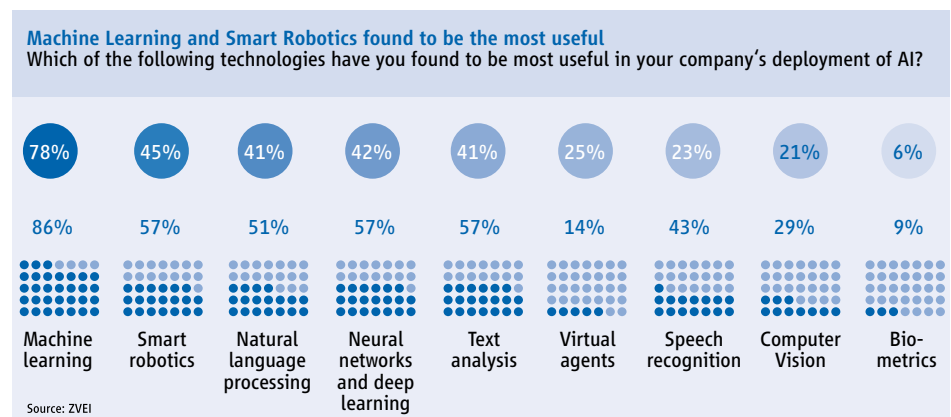 Machine Learning and Smart Robotics found to be the most useful
Which of the following technologies have you found to be most useful in your company's deployment of AI?
78% 45% 41% 42% 41% 25% 23% 21% 6%
86% 57% 51% 57% 57% 14% 43% 29% 9%
Machine Smart Natural Neural Text Virtual Speech Computer Bio-
learning robotics language networks analysis agents recognition Vision metrics
processing and deep
learning
Source: ZVEI